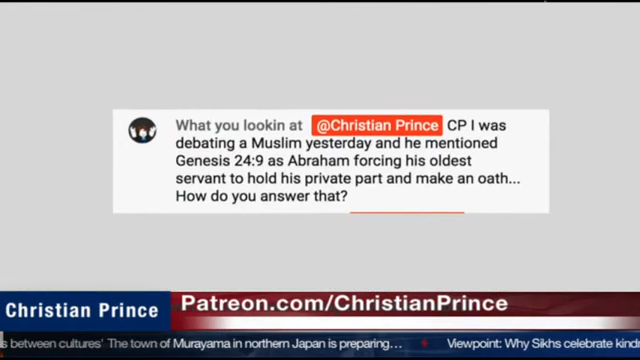 What you lookin at @Christian Prince CP I was
debating a Muslim yesterday and he mentioned
Genesis 24:9 as Abraham forcing his oldest
servant to hold his private part and make an oath...
How do you answer that?
Christian Prince
Patreon.com/ChristianPrince
s between cultures' The town of Murayama in northern Japan is preparing... Viewpoint: Why Sikhs celebrate kind